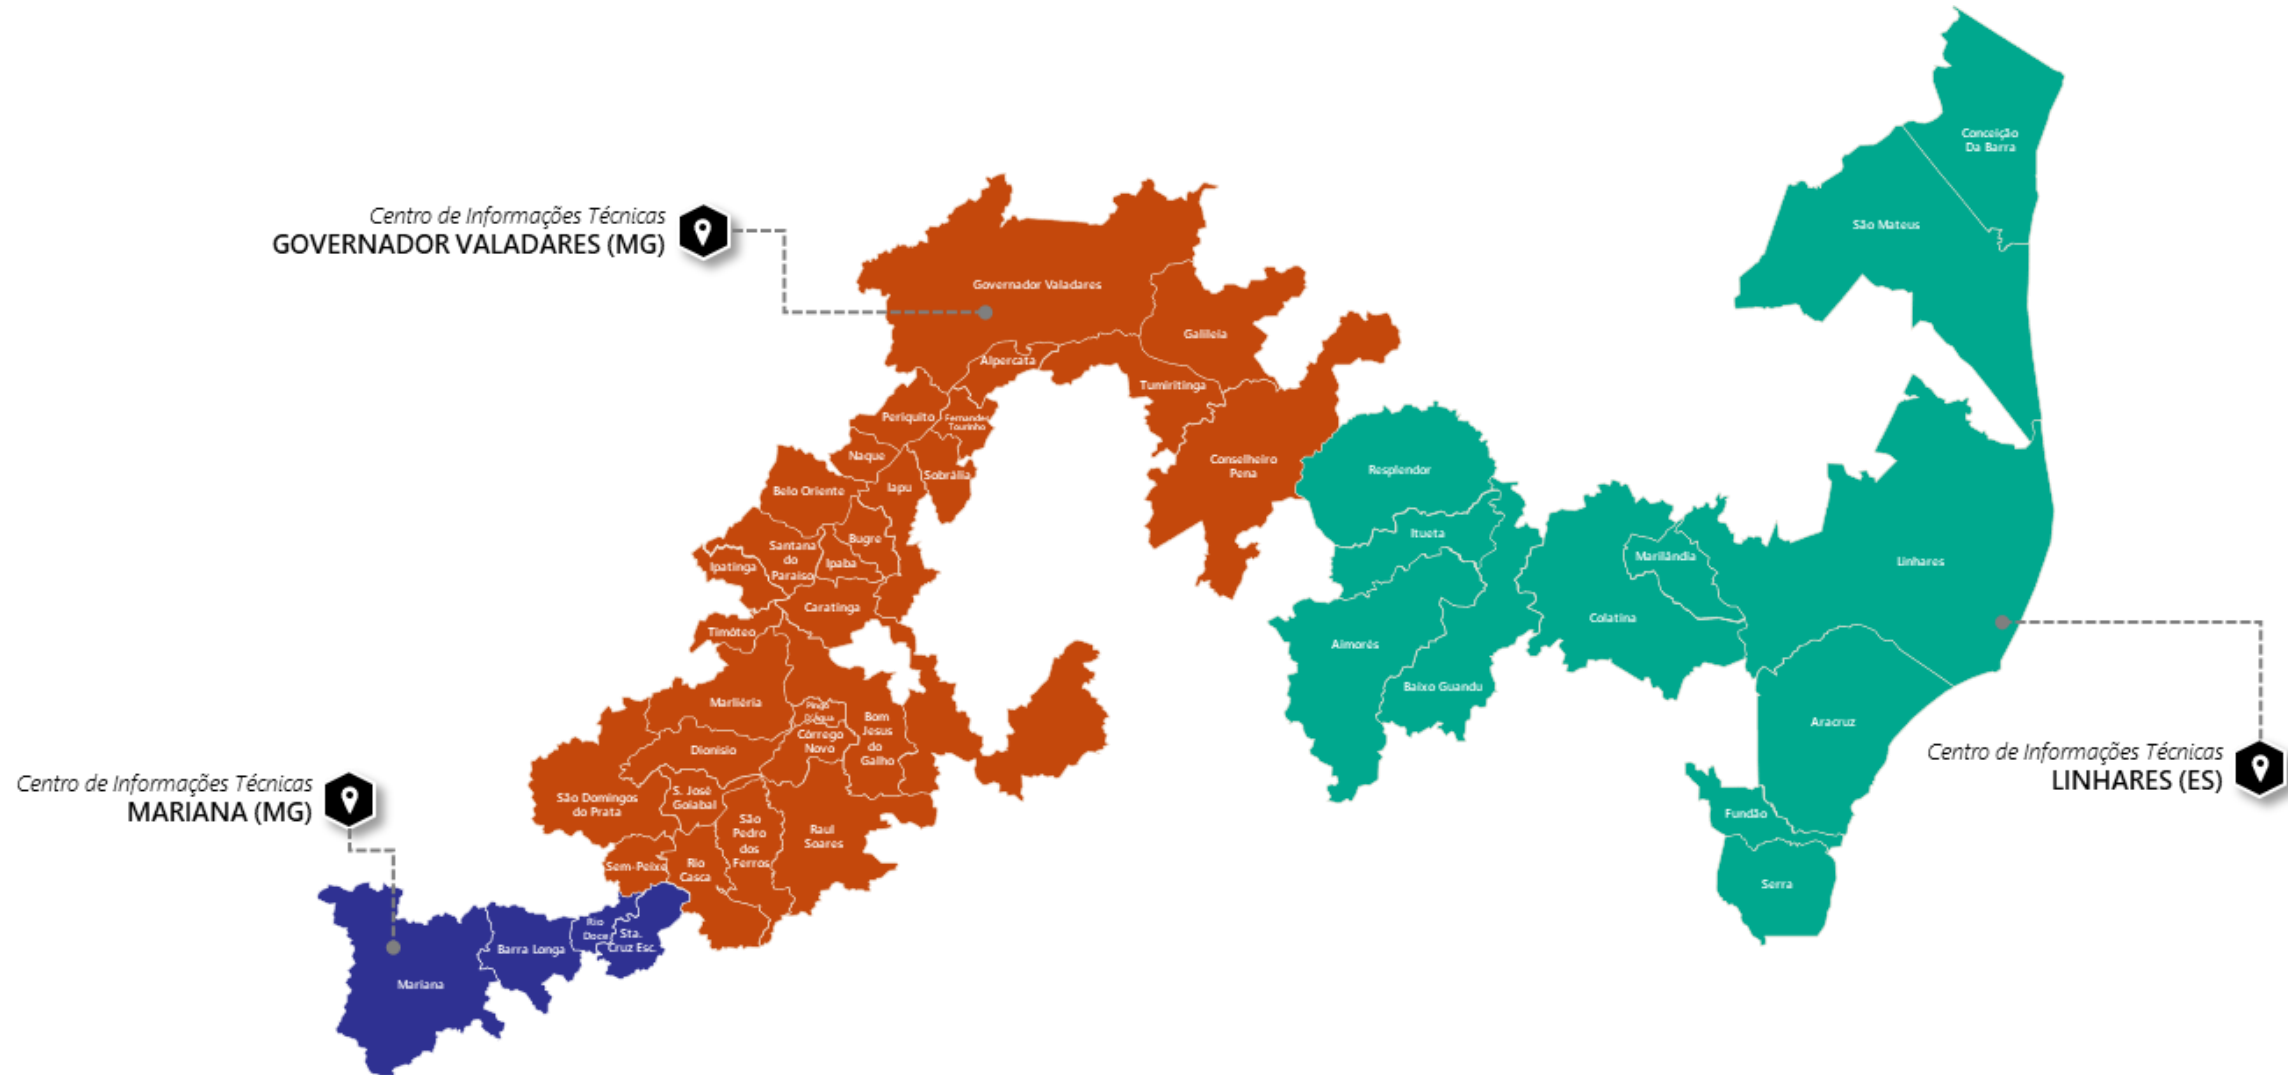 Conceição
Da Barra
São Mateus
Centro de Informações Técnicas
GOVERNADOR VALADARES (MG)
Governador Valadares
Galileia
Alpercata
Tumiritinga
Periquito
Fernandes
Tourinho
Naque
Sobrália
Iapu
Belo Oriente
Conselheiro
Pena
Resplendor
Itueta
Bugre
Santana
do
Paraíso
Ipaba
Ipatinga
Marilândia
Linhares
Caratinga
Colatina
Timóteo
Aimorés
Baixo Guandu
Marliéria
Pingo
D'Água
Bom
Jesus
do
Galho
Córrego
Novo
Dionísio
Aracruz
Centro de Informações Técnicas
LINHARES (ES)
Centro de Informações Técnicas
MARIANA (MG)
S. José
Goiabal
São Domingos
do Prata
São
Pedro
dos
Ferros
Raul
Soares
Fundão
Sem-Peixe
Rio
Casca
Serra
Rio
Doce
Sta.
Cruz Esc.
Barra Longa
Mariana